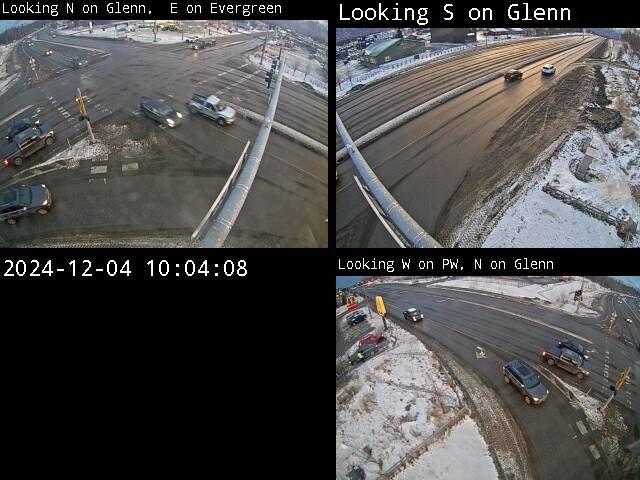 Looking N on Glenn,  E on Evergreen
Looking S on Glenn
2024-12-04 10:04:08
Looking W on PW, N on Glenn